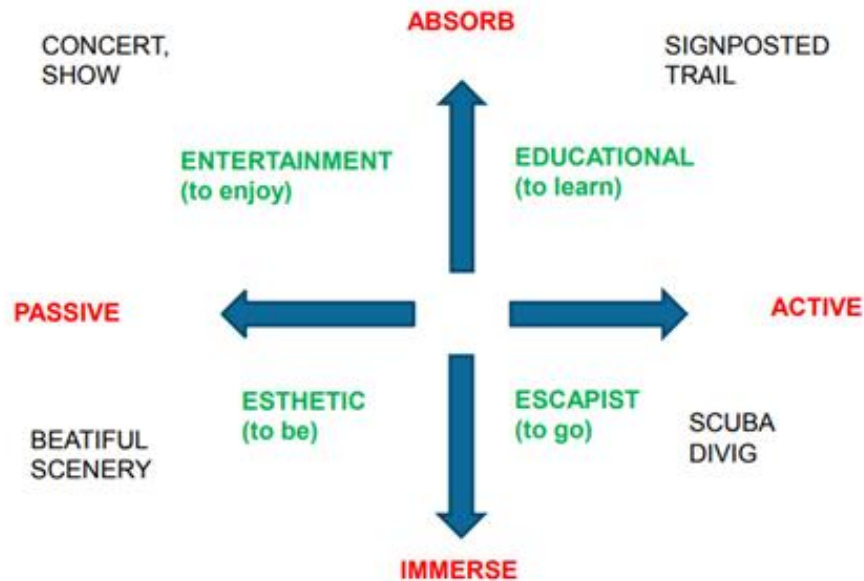 CONCERT,
SHOW
ABSORB
SIGNPOSTED
TRAIL
ENTERTAINMENT
(to enjoy)
EDUCATIONAL
(to learn)
PASSIVE
ACTIVE
ESTHETIC
(to be)
ESCAPIST
(to go)
BEATIFUL
SCENERY
SCUBA
DIVIG
IMMERSE